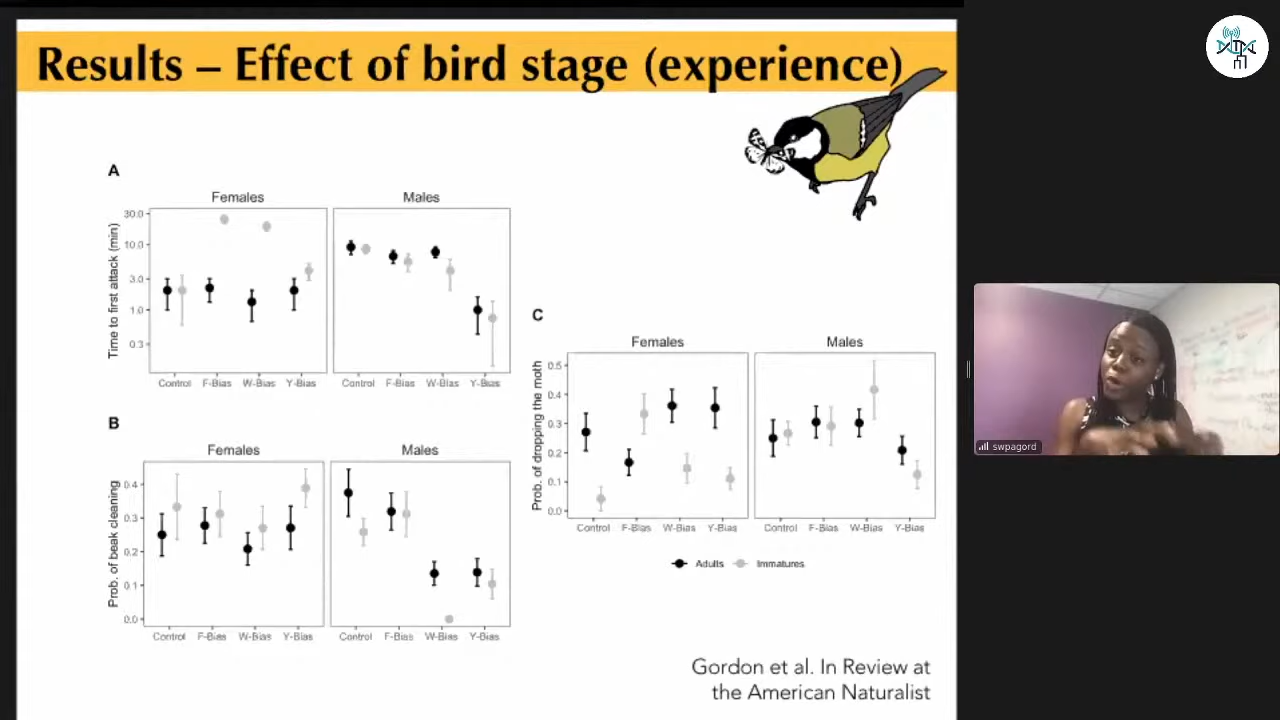 Results – Effect of bird stage (experience)
A
Females
Males
Time to first attack (min)
30.0
10.0
3.0
1.0
0.3
Control F-Bias W-Bias Y-Bias
Control F-Bias W-Bias Y-Bias
B
Females
Males
Prob. of beak cleaning
0.4
0.3
0.2
0.1
0.0
Control F-Bias W-Bias Y-Bias
Control F-Bias W-Bias Y-Bias
C
Females
Males
Prob. of dropping the moth
0.5
0.4
0.3
0.2
0.1
0.0
Control F-Bias W-Bias Y-Bias
Control F-Bias W-Bias Y-Bias
Adults Immatures
Gordon et al. In Review at
the American Naturalist
swpagord